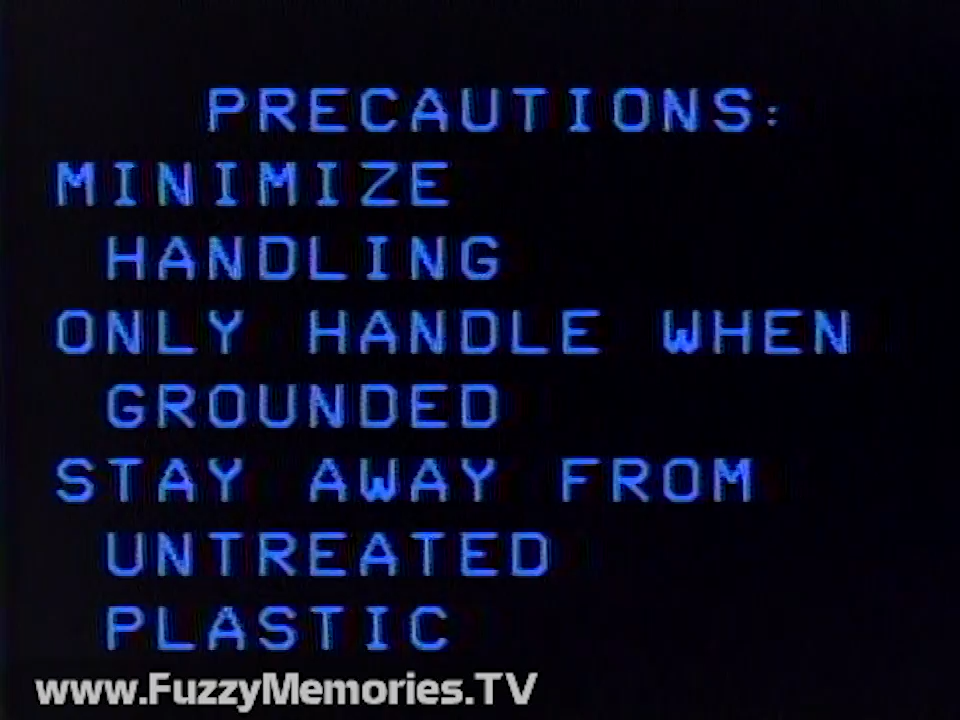 PRECAUTIONS:
MINIMIZE
HANDLING
ONLY HANDLE WHEN
GROUNDED
STAY AWAY FROM
UNTREATED
PLASTIC
www.FuzzyMemories.TV